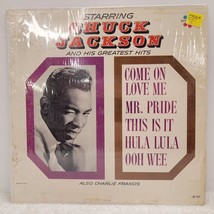 STARRING
CHUCK
JACKSON
AND HIS GREATEST HITS
COME ON
LOVE ME
MR. PRIDE
THIS IS IT
HULA LULA
OOH WEE
ALSO CHARLIE FRANCIS